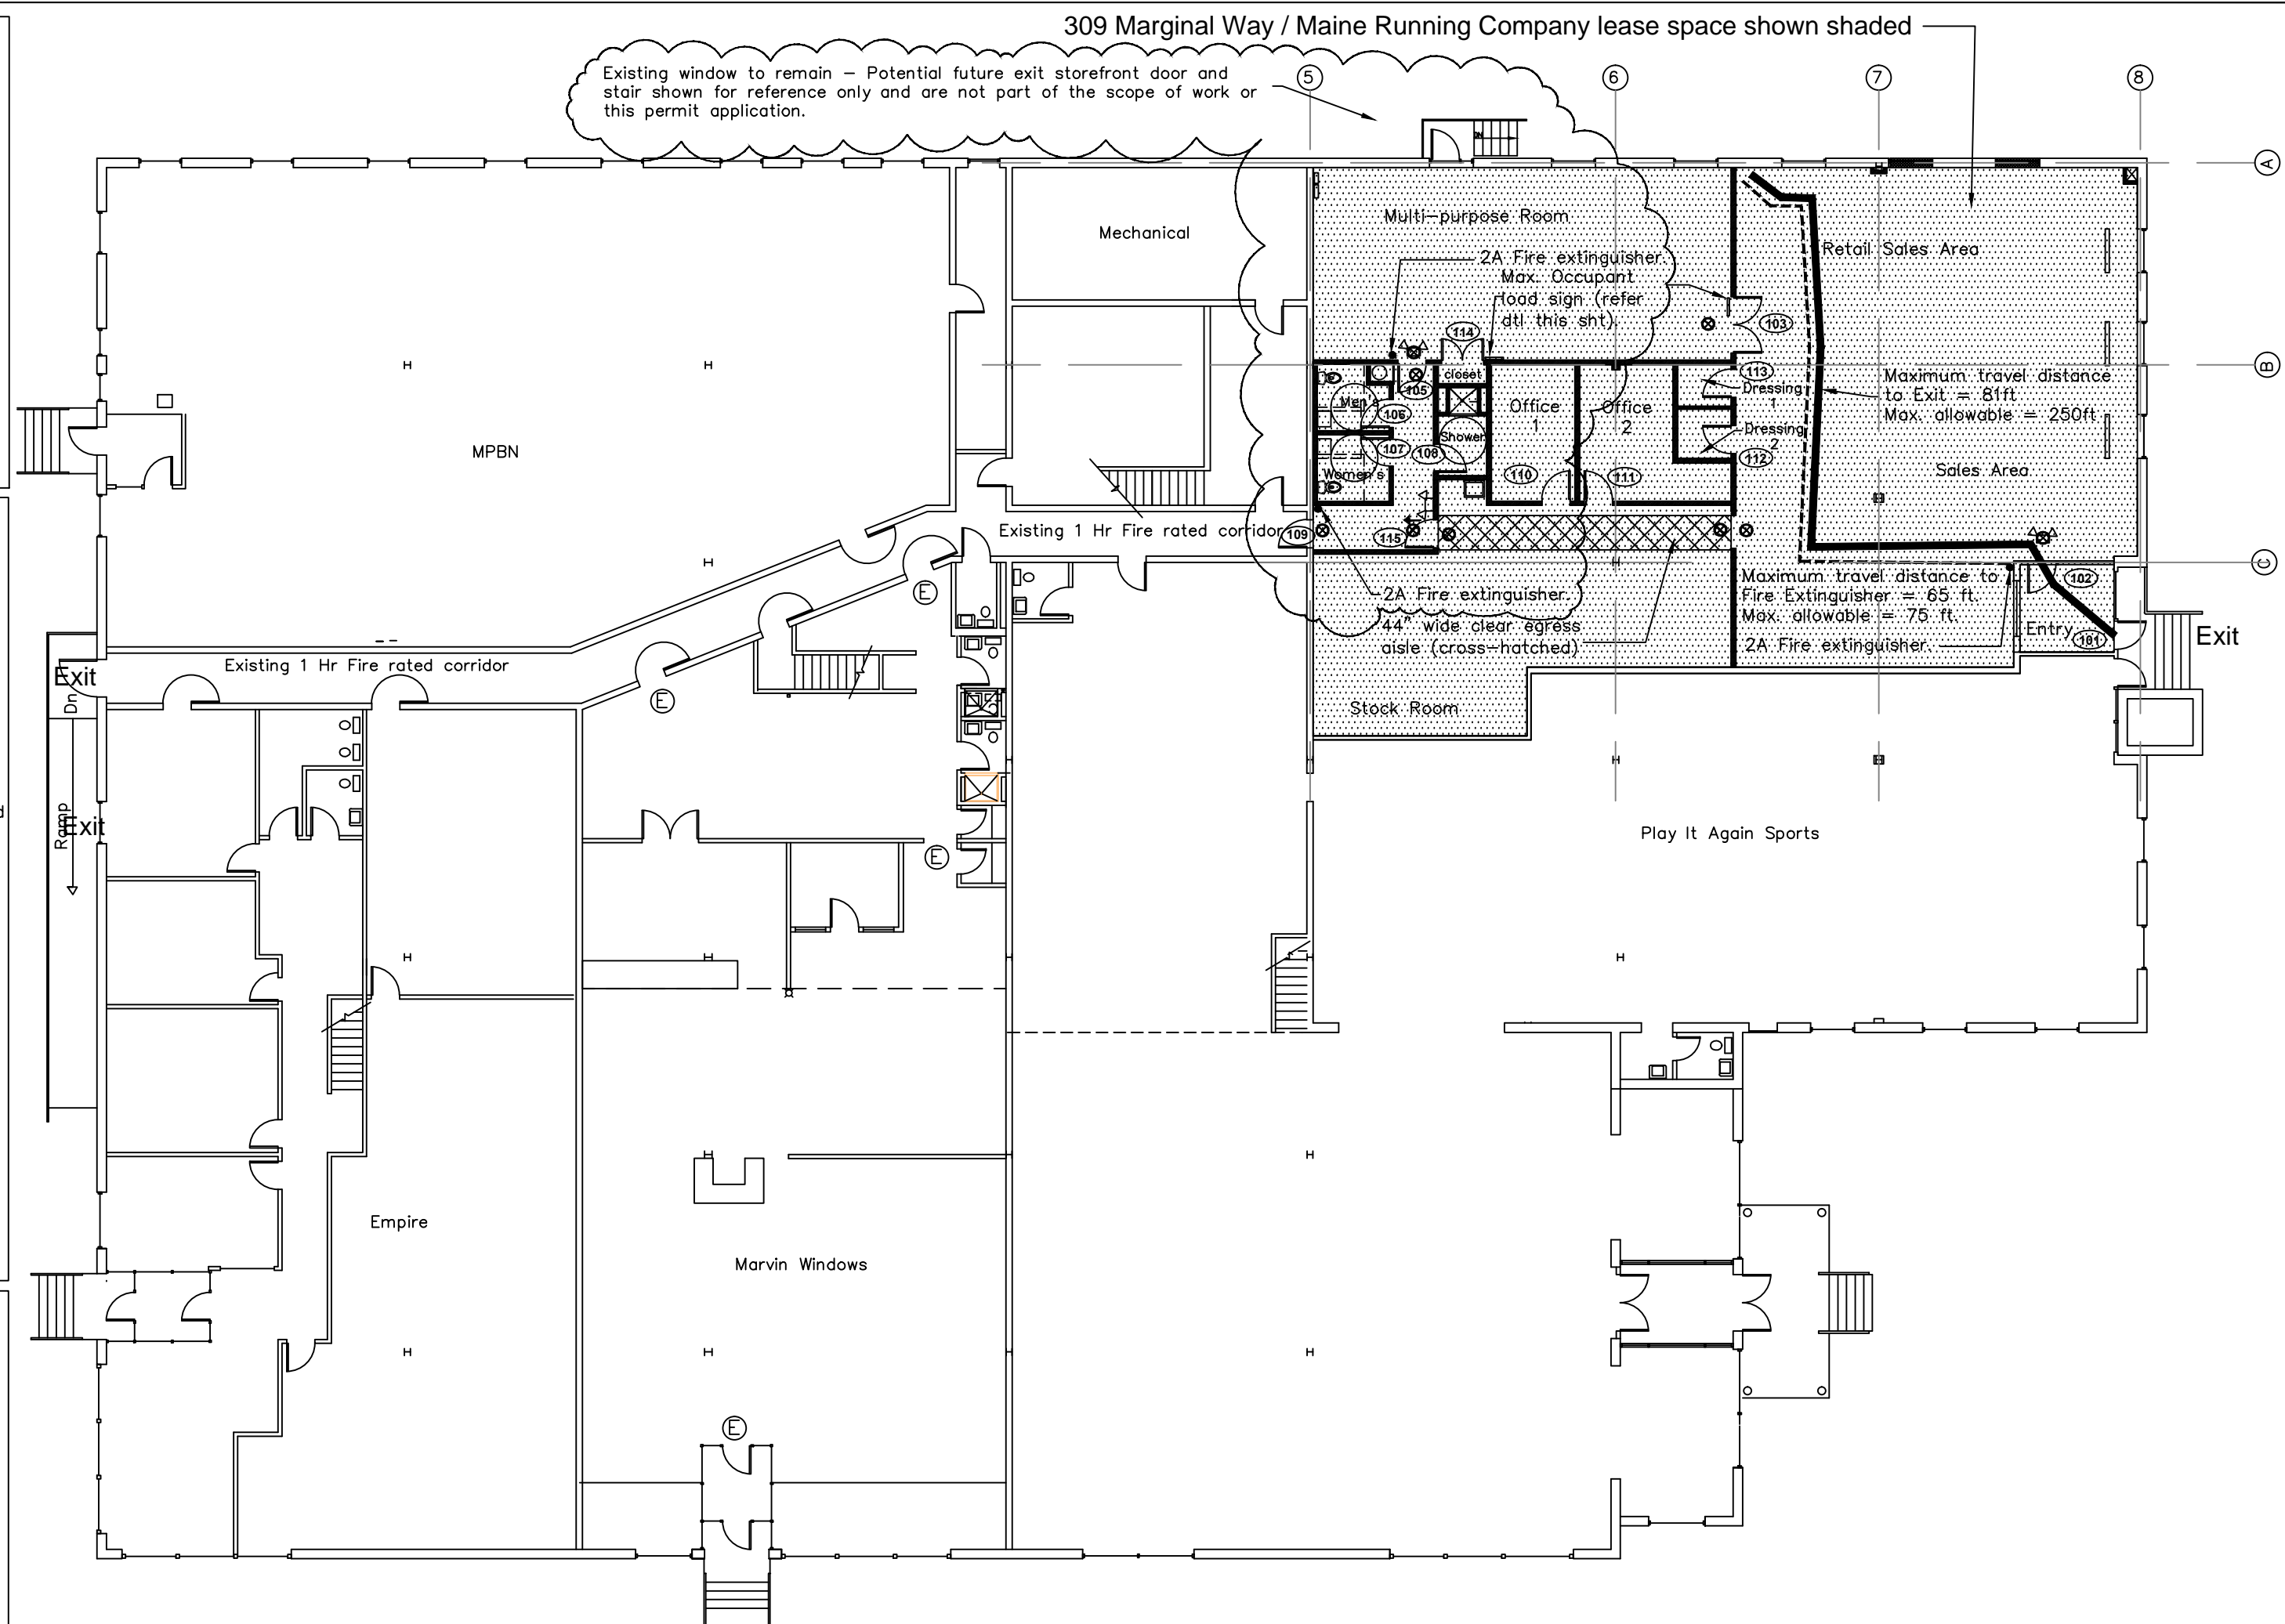 309 Marginal Way / Maine Running Company lease space shown shaded
Existing window to remain – Potential future exit storefront door and
stair shown for reference only and are not part of the scope of work or
this permit application.
5
6
7
8
A
DN
Multi-purpose Room
Mechanical
Retail Sales Area
2A Fire extinguisher.
Max. Occupant
load sign (refer
dtl this sht).
103
114
B
closet
105
113
Dressing
1
Maximum travel distance
to Exit = 81ft
Max. allowable = 250ft
Men's
106
Office
1
Office
2
MPBN
Shower
Dressing
2
107
108
112
Women's
110
111
Sales Area
Existing 1 Hr Fire rated corridor
109
115
C
E
2A Fire extinguisher.
44" wide clear egress
aisle (cross-hatched)
Maximum travel distance to
Fire Extinguisher = 65 ft.
Max. allowable = 75 ft.
2A Fire extinguisher.
102
Entry
101
Exit
Existing 1 Hr Fire rated corridor
Exit
Dn
E
Stock Room
Ramp
Exit
Play It Again Sports
E
Empire
Marvin Windows
E